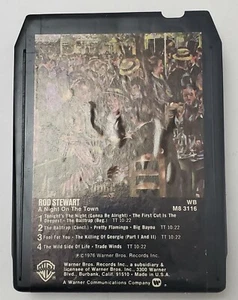 ROD STEWART
A Night On The Town
WB
M8 3116
1 Tonight's The Night (Gonna Be Alright) - The First Cut Is The
Deepest - The Balltrap (Beg.) TT 10:22
2 The Balltrap (Concl.) - Pretty Flamingo - Big Bayou TT 10:22
3 Fool For You - The Killing Of Georgie (Part I and II) TT 10:22
4 The Wild Side Of Life - Trade Winds TT 10:22
℗ © 1976 Warner Bros. Records Inc.
Warner Bros. Records Inc., a subsidiary &
licensee of Warner Bros. Inc., 3300 Warner
Blvd., Burbank, Calif. 91510 • Made in U.S.A.
A Warner Communications Company